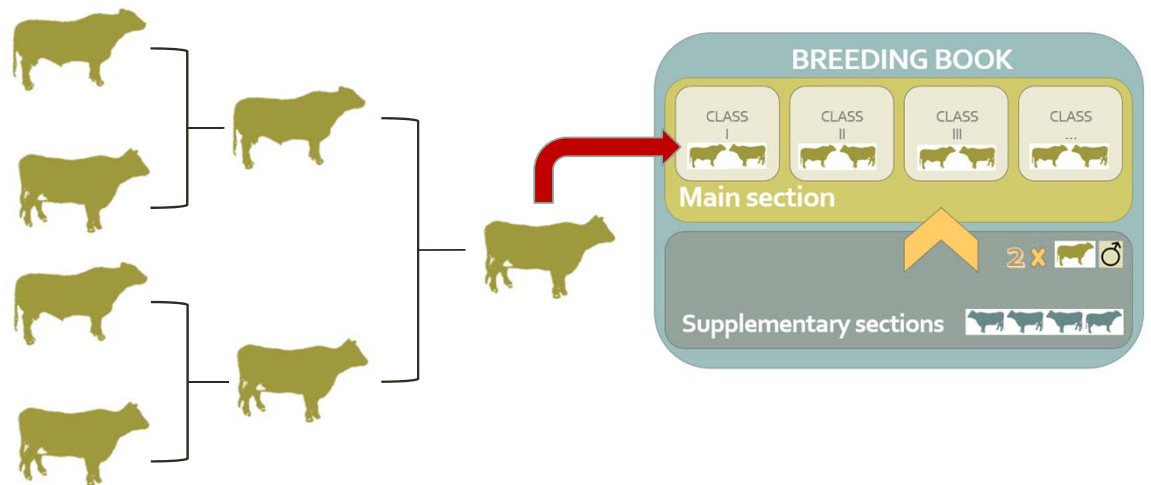 BREEDING BOOK
CLASS
I
CLASS
II
CLASS
III
CLASS
...
Main section
2 x ♂
Supplementary sections